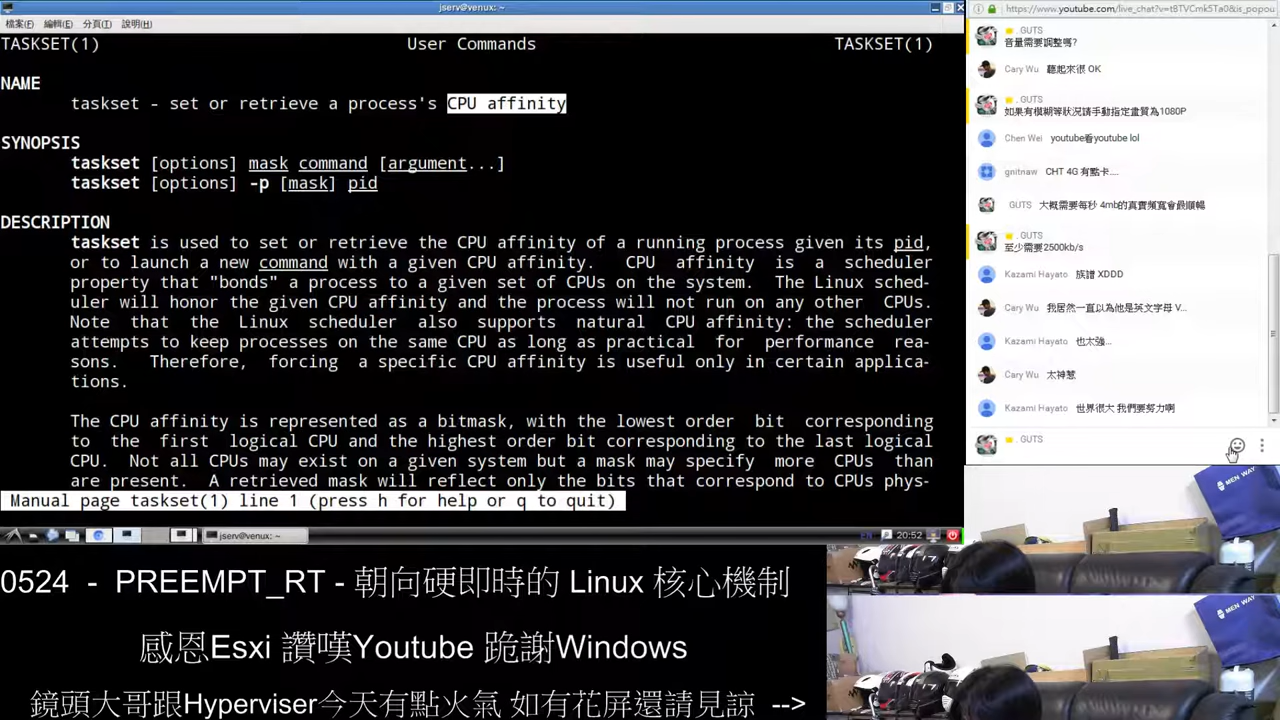 jserv@venux: ~
檔案(F) 編輯(E) 分頁(T) 說明(H)
TASKSET(1) User Commands TASKSET(1)
NAME
taskset - set or retrieve a process's CPU affinity
SYNOPSIS
taskset [options] mask command [argument...]
taskset [options] -p [mask] pid
DESCRIPTION
taskset is used to set or retrieve the CPU affinity of a running process given its pid,
or to launch a new command with a given CPU affinity. CPU affinity is a scheduler
property that "bonds" a process to a given set of CPUs on the system. The Linux sched-
uler will honor the given CPU affinity and the process will not run on any other CPUs.
Note that the Linux scheduler also supports natural CPU affinity: the scheduler
attempts to keep processes on the same CPU as long as practical for performance rea-
sons. Therefore, forcing a specific CPU affinity is useful only in certain applica-
tions.
The CPU affinity is represented as a bitmask, with the lowest order bit corresponding
to the first logical CPU and the highest order bit corresponding to the last logical
CPU. Not all CPUs may exist on a given system but a mask may specify more CPUs than
are present. A retrieved mask will reflect only the bits that correspond to CPUs phys-
Manual page taskset(1) line 1 (press h for help or q to quit)
jserv@venux: ~
EN 20:52
https://www.youtube.com/live_chat?v=tBTVCmk5Ta0&is_popou
. GUTS
音量需要調整嗎?
Cary Wu 聽起來很 OK
. GUTS
如果有模糊等狀況請手動指定畫質為1080P
Chen Wei youtube看youtube lol
gnitnaw CHT 4G 有點卡....
GUTS 大概需要每秒 4mb的真實頻寬會最順暢
. GUTS
至少需要2500kb/s
Kazami Hayato 族譜 XDDD
Cary Wu 我居然一直以為他是英文字母 V...
Kazami Hayato 也太強...
Cary Wu 太神蔥
Kazami Hayato 世界很大 我們要努力啊
. GUTS
MEN WAY
MEN WAY
0524 - PREEMPT_RT - 朝向硬即時的 Linux 核心機制
感恩Esxi 讚嘆Youtube 跪謝Windows
鏡頭大哥跟Hyperviser今天有點火氣 如有花屏還請見諒 -->